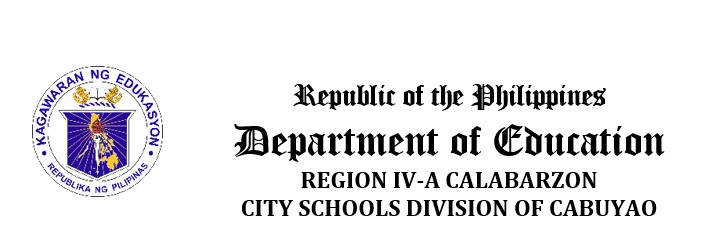 KAGAWARAN NG EDUKASYON
REPUBLIKA NG PILIPINAS
Republic of the Philippines
Department of Education
REGION IV-A CALABARZON
CITY SCHOOLS DIVISION OF CABUYAO